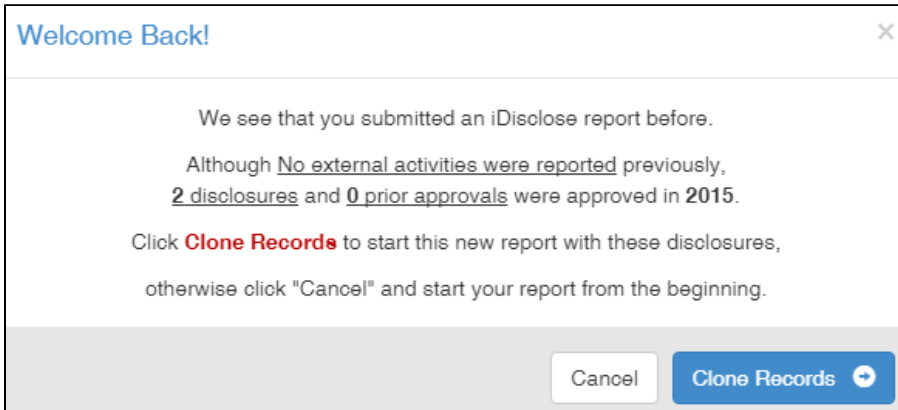 Welcome Back!
×
We see that you submitted an iDisclose report before.
Although No external activities were reported previously,
2 disclosures and 0 prior approvals were approved in 2015.
Click Clone Records to start this new report with these disclosures,
otherwise click "Cancel" and start your report from the beginning.
Cancel
Clone Records